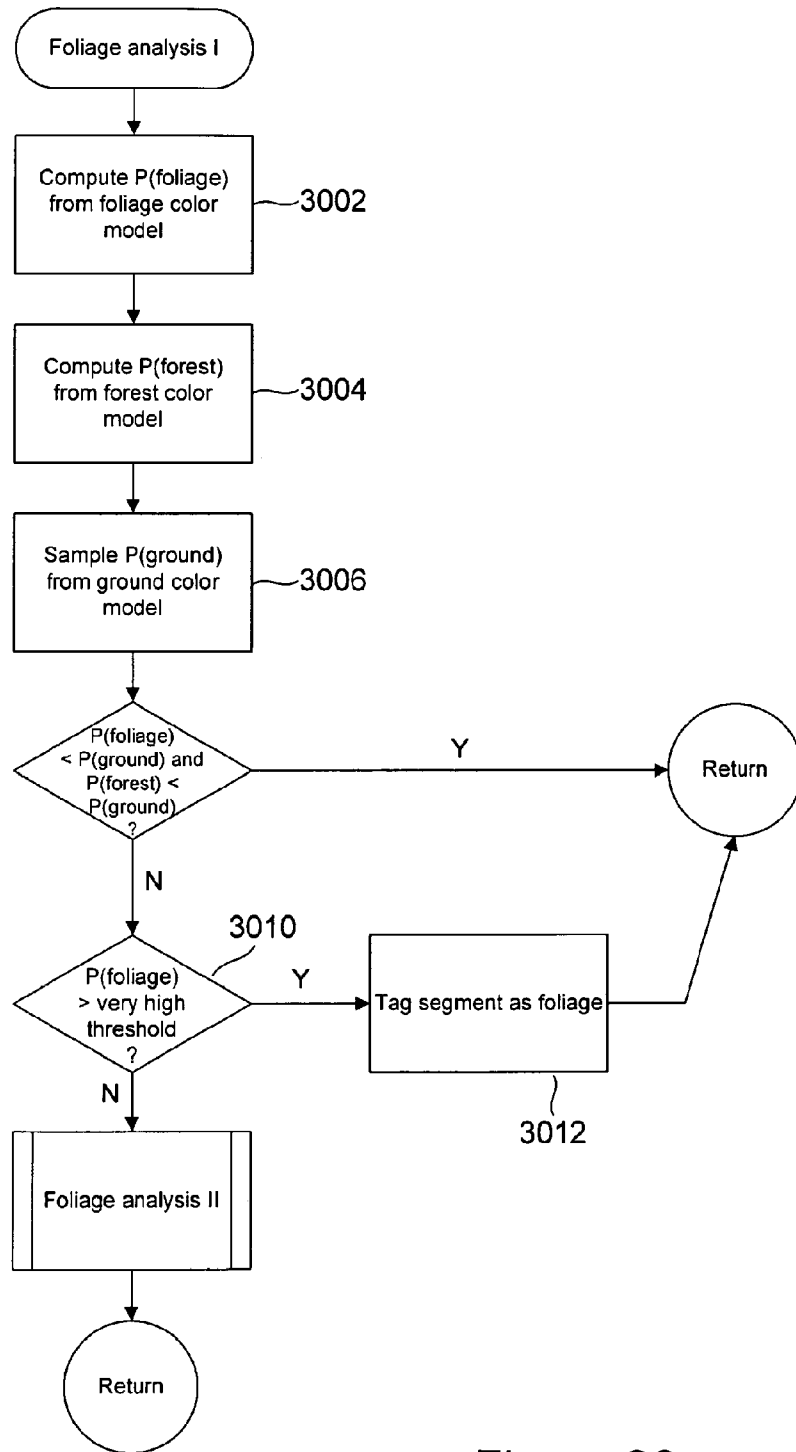 Foliage analysis I
Compute P(foliage)
from foliage color
model
3002
Compute P(forest)
from forest color
model
3004
Sample P(ground)
from ground color
model
3006
P(foliage)
< P(ground) and
P(forest) <
P(ground)
?
Y
Return
N
3010
P(foliage)
> very high
threshold
?
Y
Tag segment as foliage
3012
N
Foliage analysis II
Return